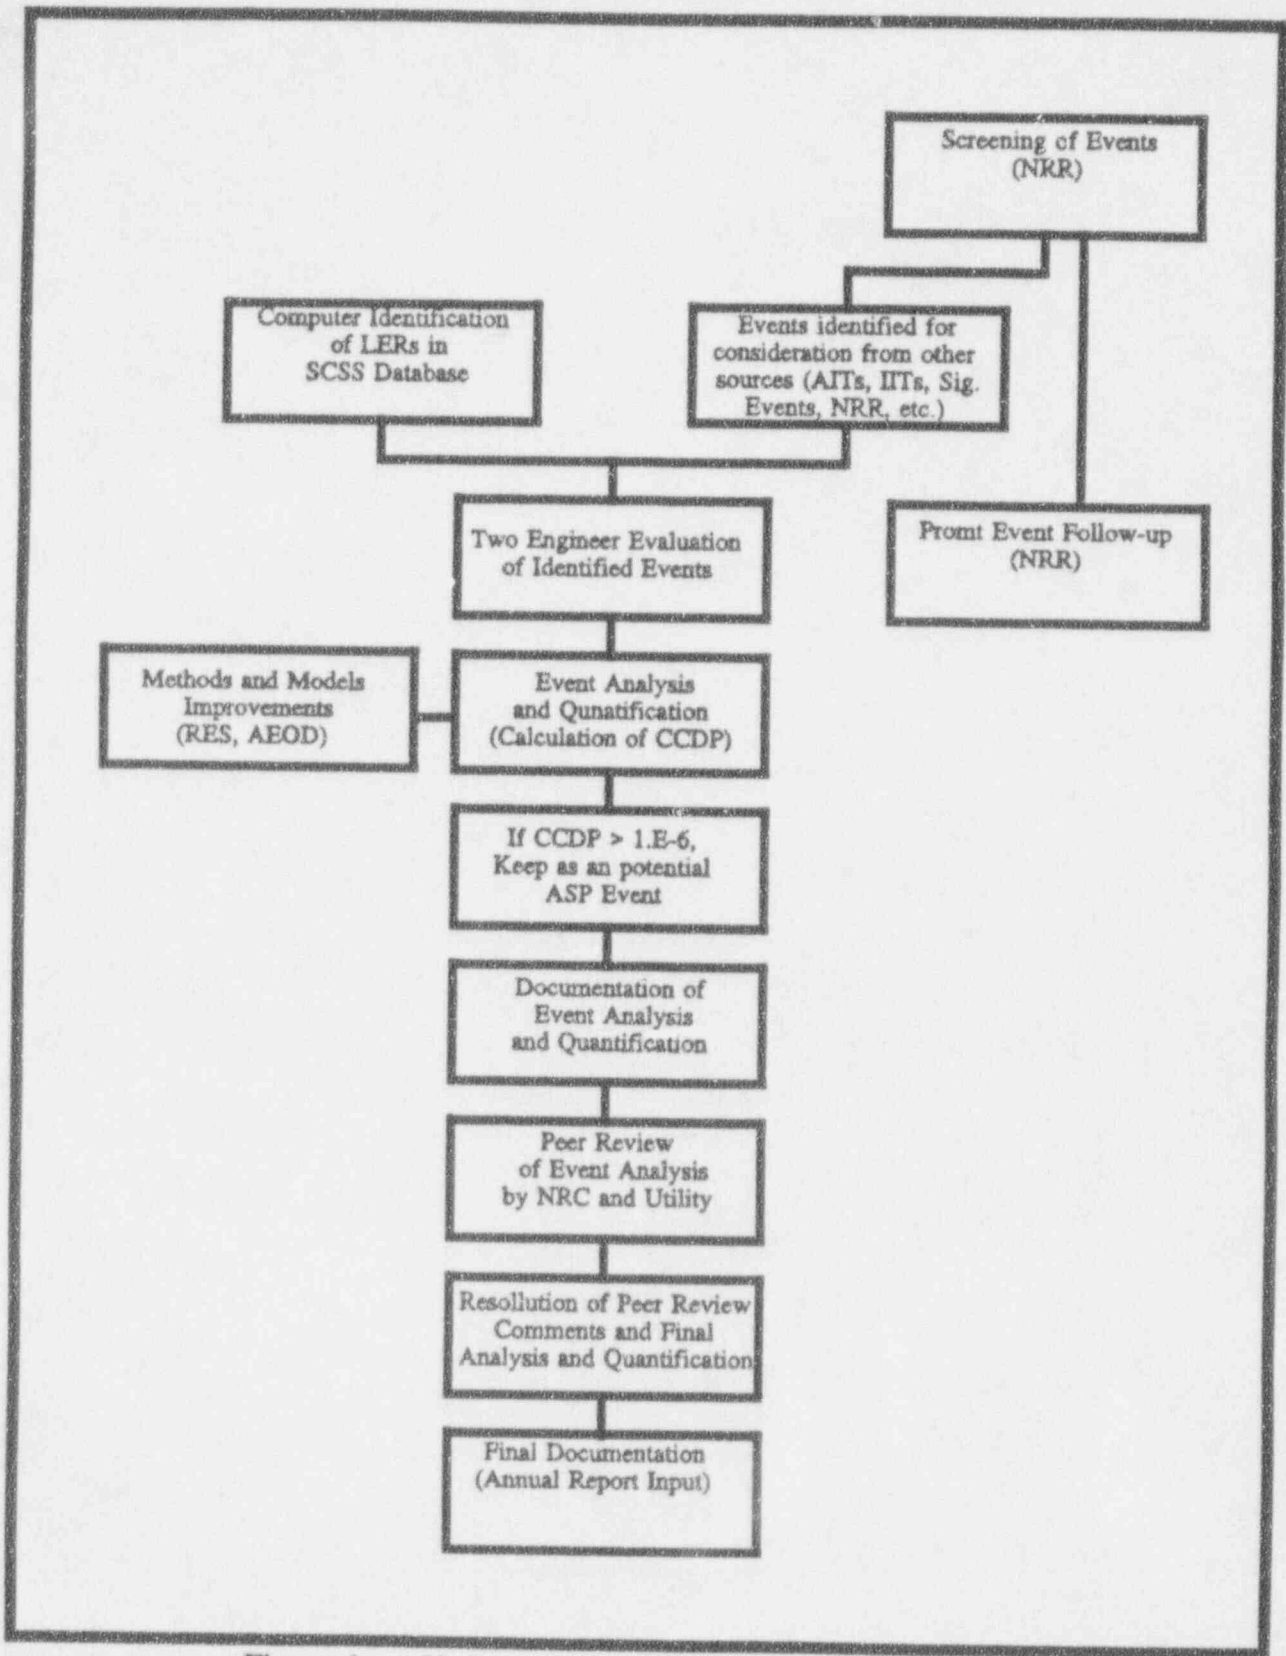 Screening of Events
(NRR)
Computer Identification
of LERs in
SCSS Database
Events identified for
consideration from other
sources (AITs, IITs, Sig.
Events, NRR, etc.)
Two Engineer Evaluation
of Identified Events
Promt Event Follow-up
(NRR)
Methods and Models
Improvements
(RES, AEOD)
Event Analysis
and Qunatification
(Calculation of CCDP)
If CCDP > 1.E-6,
Keep as an potential
ASP Event
Documentation of
Event Analysis
and Quantification
Peer Review
of Event Analysis
by NRC and Utility
Resollution of Peer Review
Comments and Final
Analysis and Quantification
Final Documentation
(Annual Report Input)